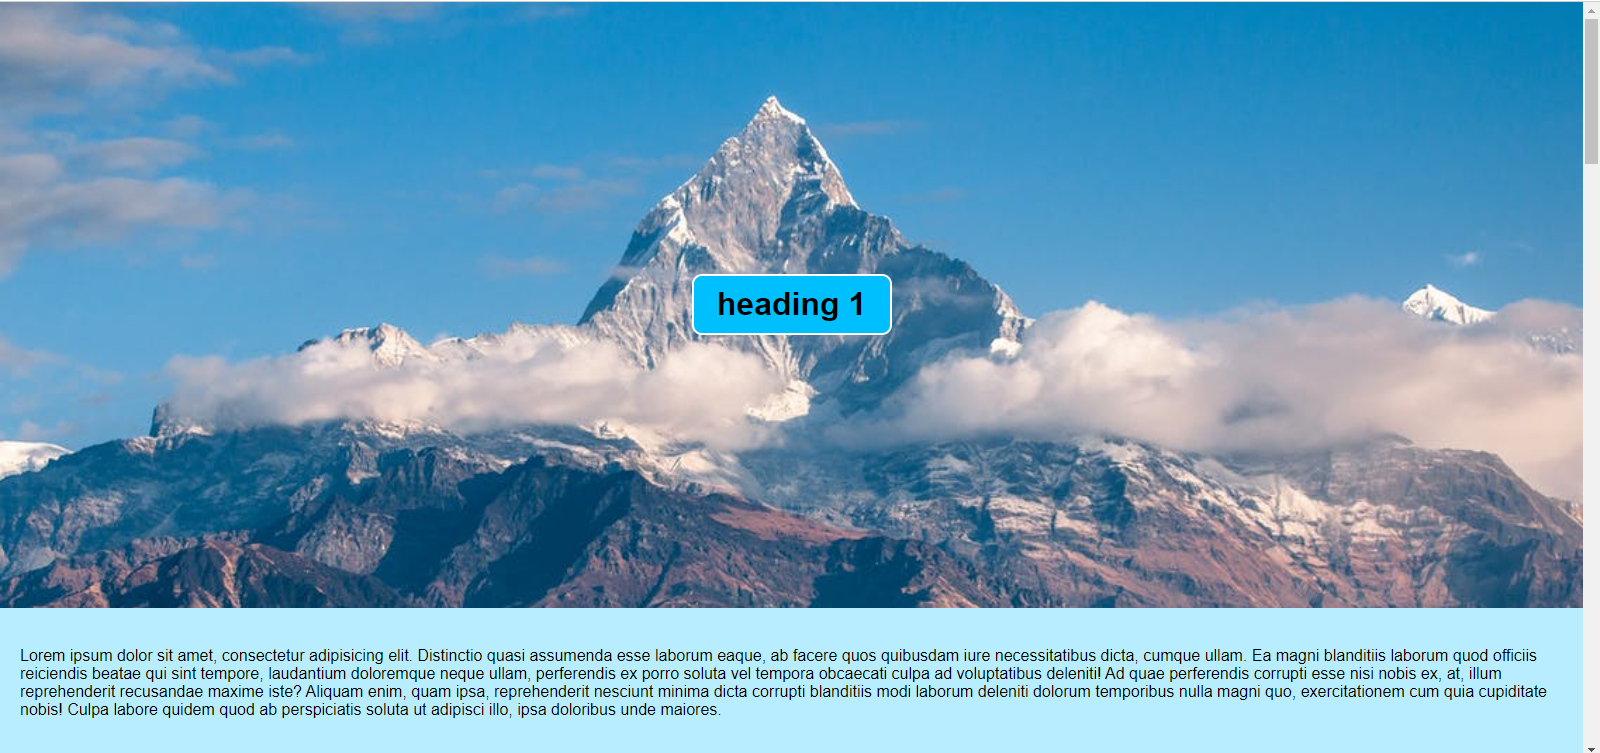 heading 1
Lorem ipsum dolor sit amet, consectetur adipisicing elit. Distinctio quasi assumenda esse laborum eaque, ab facere quos quibusdam iure necessitatibus dicta, cumque ullam. Ea magni blanditiis laborum quod officiis
reiciendis beatae qui sint tempore, laudantium doloremque neque ullam, perferendis ex porro soluta vel tempora obcaecati culpa ad voluptatibus deleniti! Ad quae perferendis corrupti esse nisi nobis ex, at, illum
reprehenderit recusandae maxime iste? Aliquam enim, quam ipsa, reprehenderit nesciunt minima dicta corrupti blanditiis modi laborum deleniti dolorum temporibus nulla magni quo, exercitationem cum quia cupiditate
nobis! Culpa labore quidem quod ab perspiciatis soluta ut adipisci illo, ipsa doloribus unde maiores.